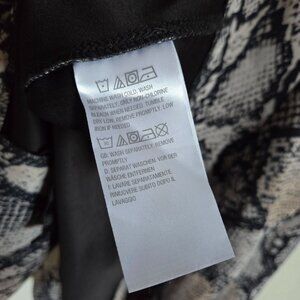 MACHINE WASH COLD, WASH
SEPARATELY, ONLY NON-CHLORINE
BLEACH WHEN NEEDED, TUMBLE
DRY LOW, REMOVE PROMPTLY, LOW
IRON IF NEEDED
GB. WASH SEPARATELY. REMOVE
PROMPTLY
D. SEPARAT WASCHEN, VOR DER
WÄSCHE ENTFERNEN
I: LAVARE SEPARATAMENTE.
RIMUOVERE SUBITO DOPO IL
LAVAGGIO